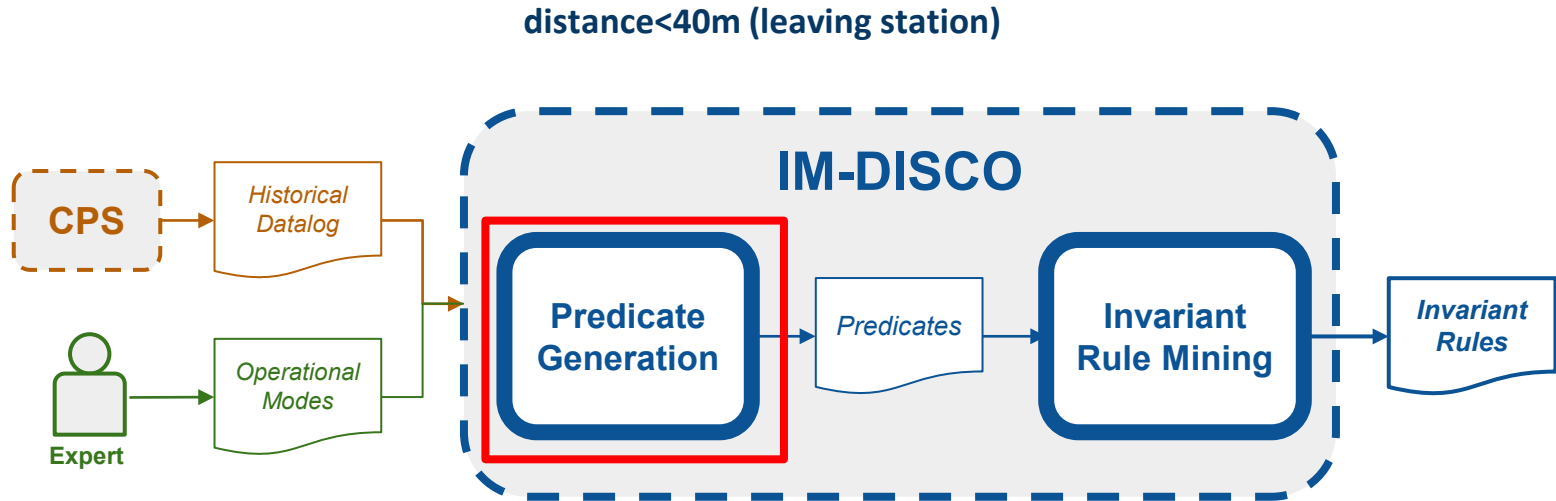 distance<40m (leaving station)
IM-DISCO
CPS
Historical
Datalog
Predicate
Generation
Predicates
Invariant
Rule Mining
Invariant
Rules
Operational
Modes
Expert